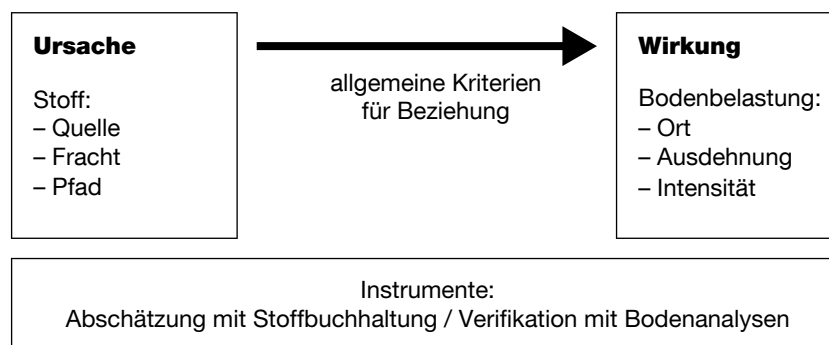 Ursache
Stoff:
– Quelle
– Fracht
– Pfad
allgemeine Kriterien
für Beziehung
Wirkung
Bodenbelastung:
– Ort
– Ausdehnung
– Intensität
Instrumente:
Abschätzung mit Stoffbuchhaltung / Verifikation mit Bodenanalysen